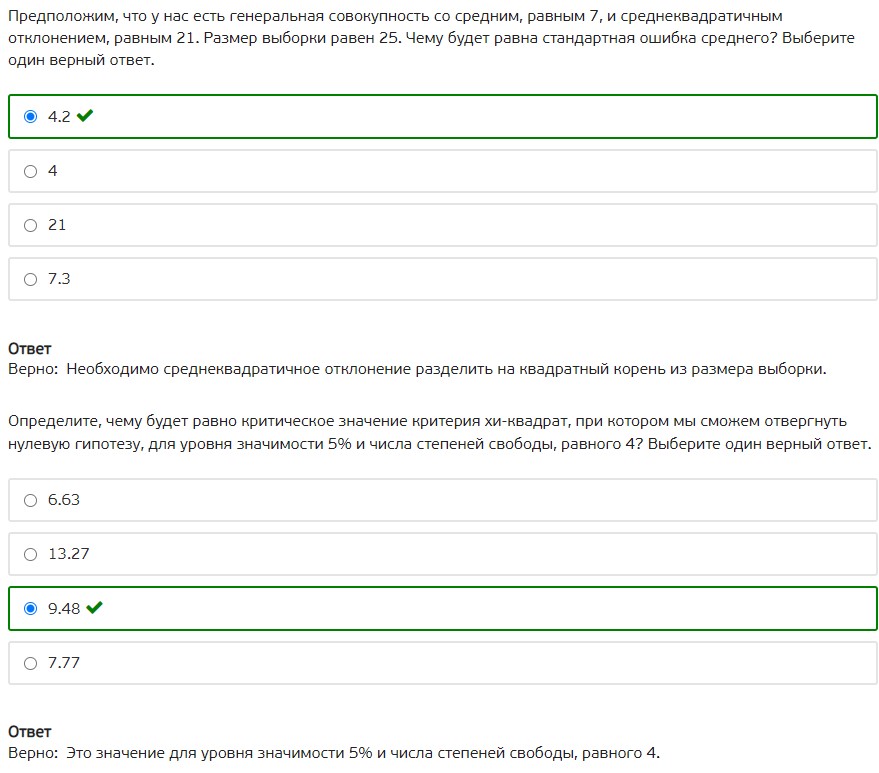 Предположим, что у нас есть генеральная совокупность со средним, равным 7, и среднеквадратичным
отклонением, равным 21. Размер выборки равен 25. Чему будет равна стандартная ошибка среднего? Выберите
один верный ответ.
4.2
4
21
7.3
Ответ
Верно: Необходимо среднеквадратичное отклонение разделить на квадратный корень из размера выборки.
Определите, чему будет равно критическое значение критерия хи-квадрат, при котором мы сможем отвергнуть
нулевую гипотезу, для уровня значимости 5% и числа степеней свободы, равного 4? Выберите один верный ответ.
6.63
13.27
9.48
7.77
Ответ
Верно: Это значение для уровня значимости 5% и числа степеней свободы, равного 4.